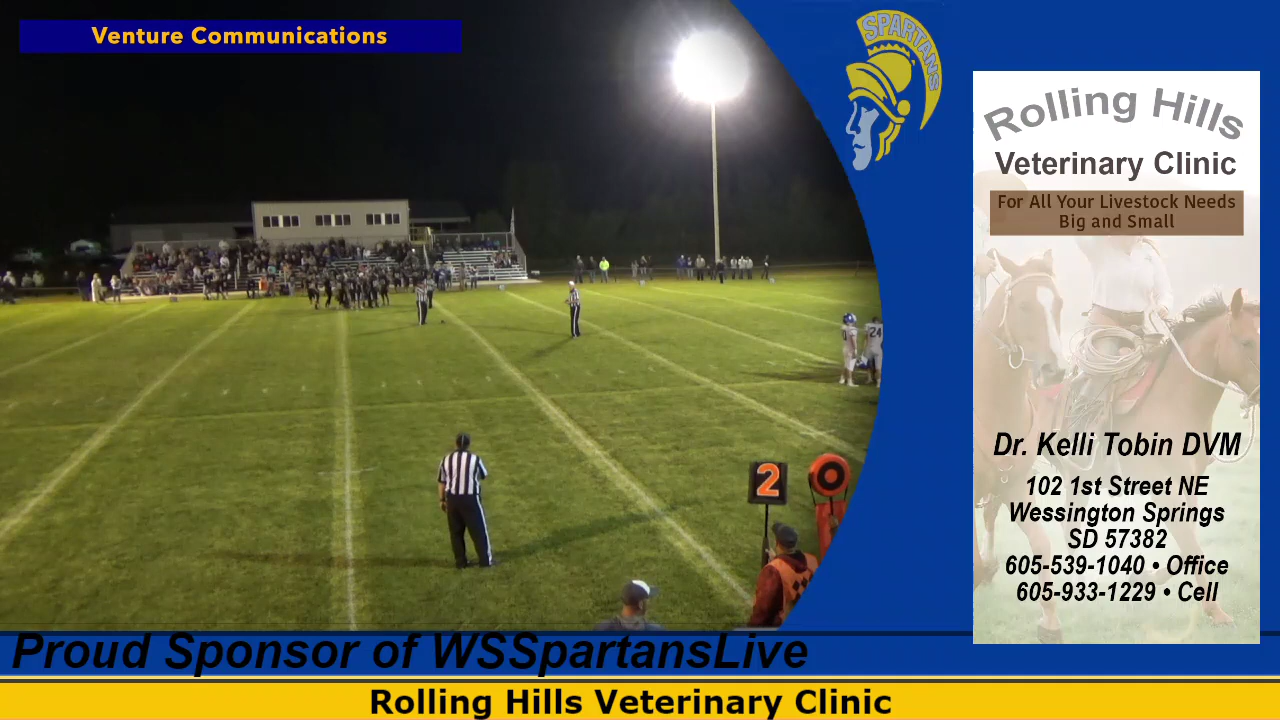 Venture Communications
SPARTANS
Rolling Hills
Veterinary Clinic
For All Your Livestock Needs
Big and Small
24
2
Dr. Kelli Tobin DVM
102 1st Street NE
Wessington Springs
SD 57382
605-539-1040 • Office
605-933-1229 • Cell
Proud Sponsor of WSSpartansLive
Rolling Hills Veterinary Clinic